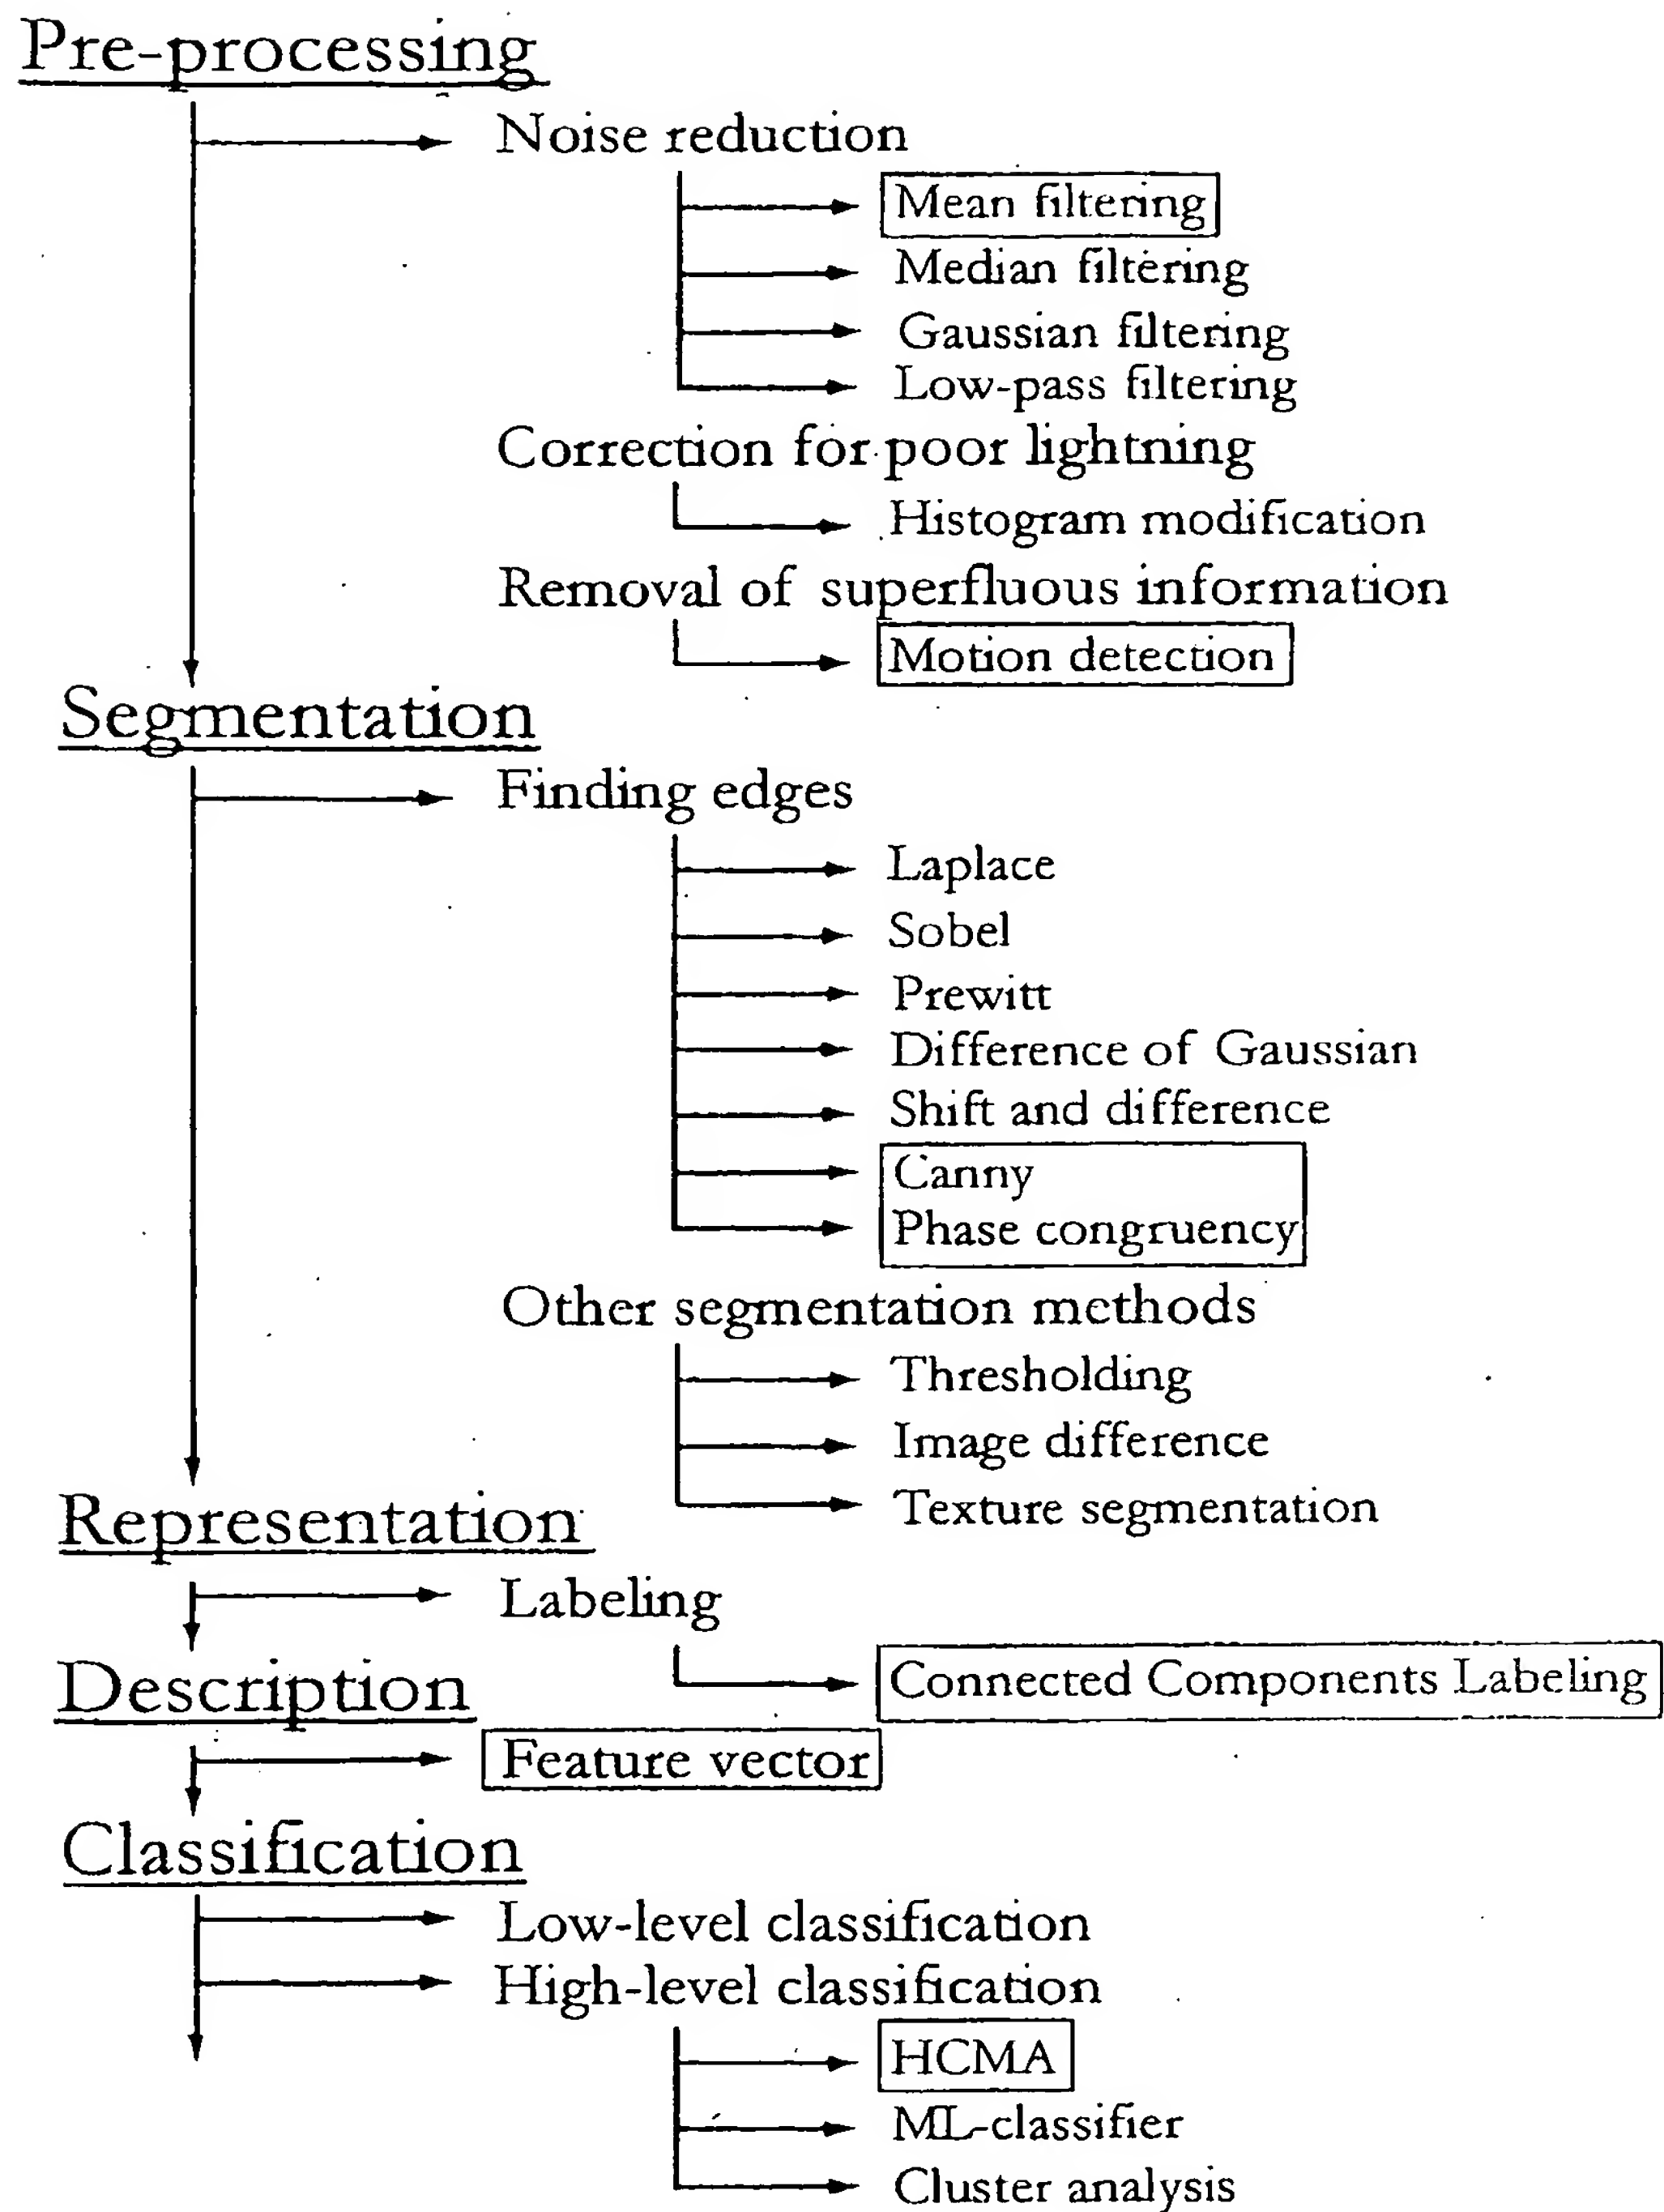 Pre-processing
Noise reduction
Mean filtering
Median filtering
Gaussian filtering
Low-pass filtering
Correction for poor lightning
Histogram modification
Removal of superfluous information
Motion detection
Segmentation
Finding edges
Laplace
Sobel
Prewitt
Difference of Gaussian
Shift and difference
Canny
Phase congruency
Other segmentation methods
Thresholding
Image difference
Texture segmentation
Representation
Labeling
Connected Components Labeling
Description
Feature vector
Classification
Low-level classification
High-level classification
HCMA
ML-classifier
Cluster analysis